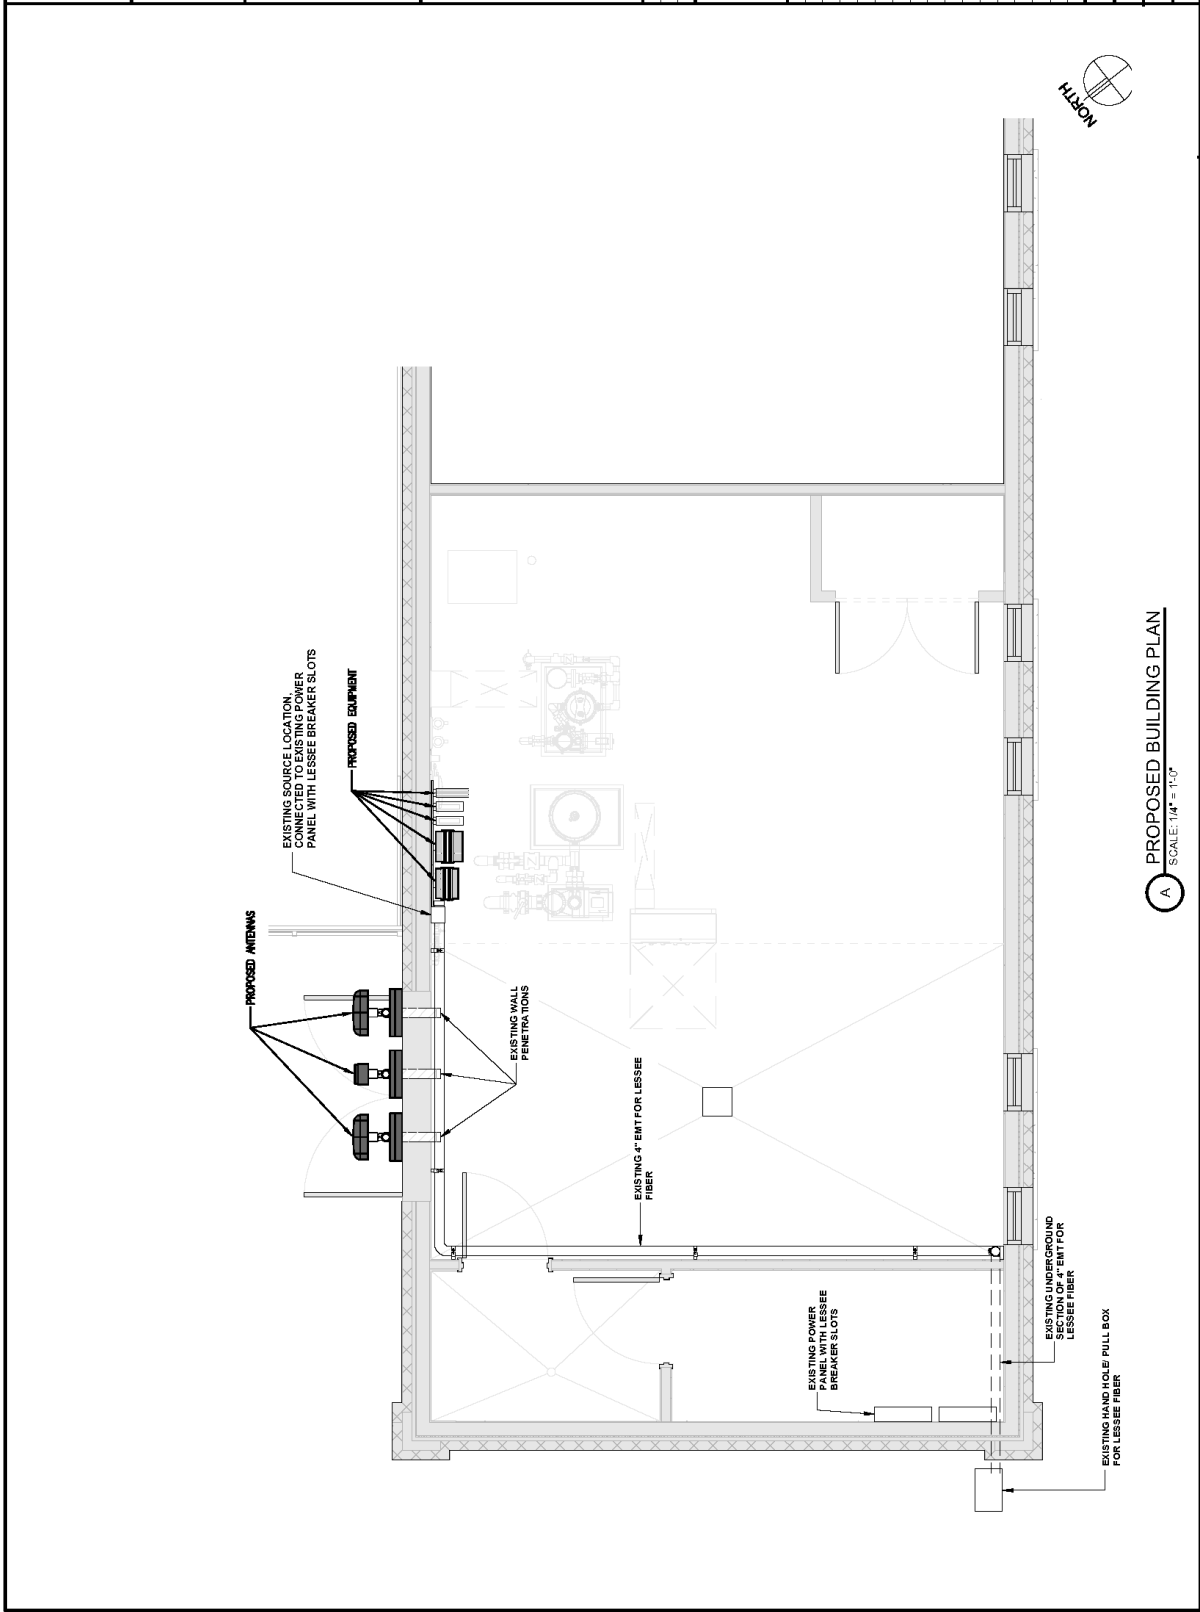 NORTH
EXISTING SOURCE LOCATION,
CONNECTED TO EXISTING POWER
PANEL WITH LESSEE BREAKER SLOTS
PROPOSED EQUIPMENT
PROPOSED ANTENNAS
EXISTING WALL
PENETRATIONS
EXISTING 4" EMT FOR LESSEE
FIBER
EXISTING POWER
PANEL WITH LESSEE
BREAKER SLOTS
EXISTING UNDERGROUND
SECTION OF 4" EMT FOR
LESSEE FIBER
EXISTING HAND HOLE/ PULL BOX
FOR LESSEE FIBER
A
PROPOSED BUILDING PLAN
SCALE: 1/4" = 1'-0"